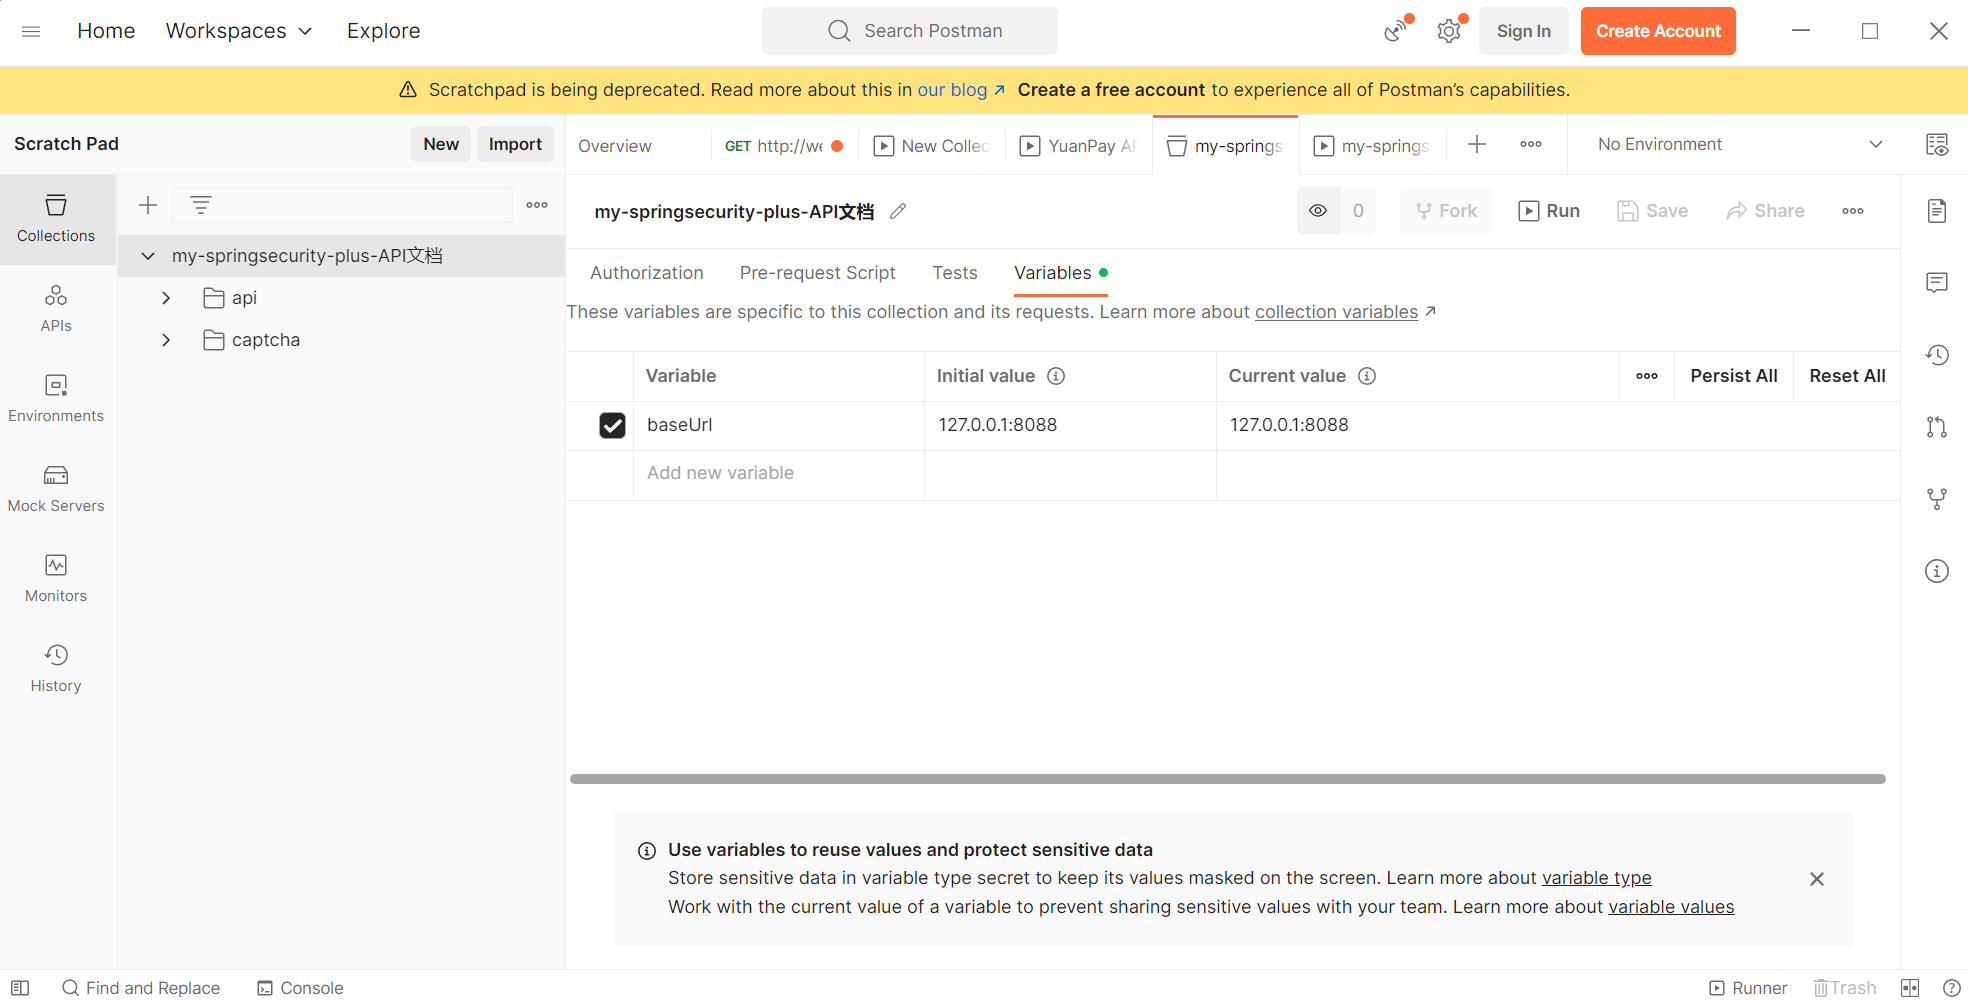 Home Workspaces Explore Search Postman Sign In Create Account
Scratchpad is being deprecated. Read more about this in our blog ↗ Create a free account to experience all of Postman's capabilities.
Scratch Pad New Import Overview GET http://we New Collec YuanPay AP my-springs my-springs No Environment
my-springsecurity-plus-API文档 0 Fork Run Save Share
Collections
APIs
Environments
Mock Servers
Monitors
History
my-springsecurity-plus-API文档
api
captcha
Authorization Pre-request Script Tests Variables
These variables are specific to this collection and its requests. Learn more about collection variables ↗
Variable Initial value Current value Persist All Reset All
baseUrl 127.0.0.1:8088 127.0.0.1:8088
Add new variable
Use variables to reuse values and protect sensitive data
Store sensitive data in variable type secret to keep its values masked on the screen. Learn more about variable type
Work with the current value of a variable to prevent sharing sensitive values with your team. Learn more about variable values
Find and Replace Console Runner Trash